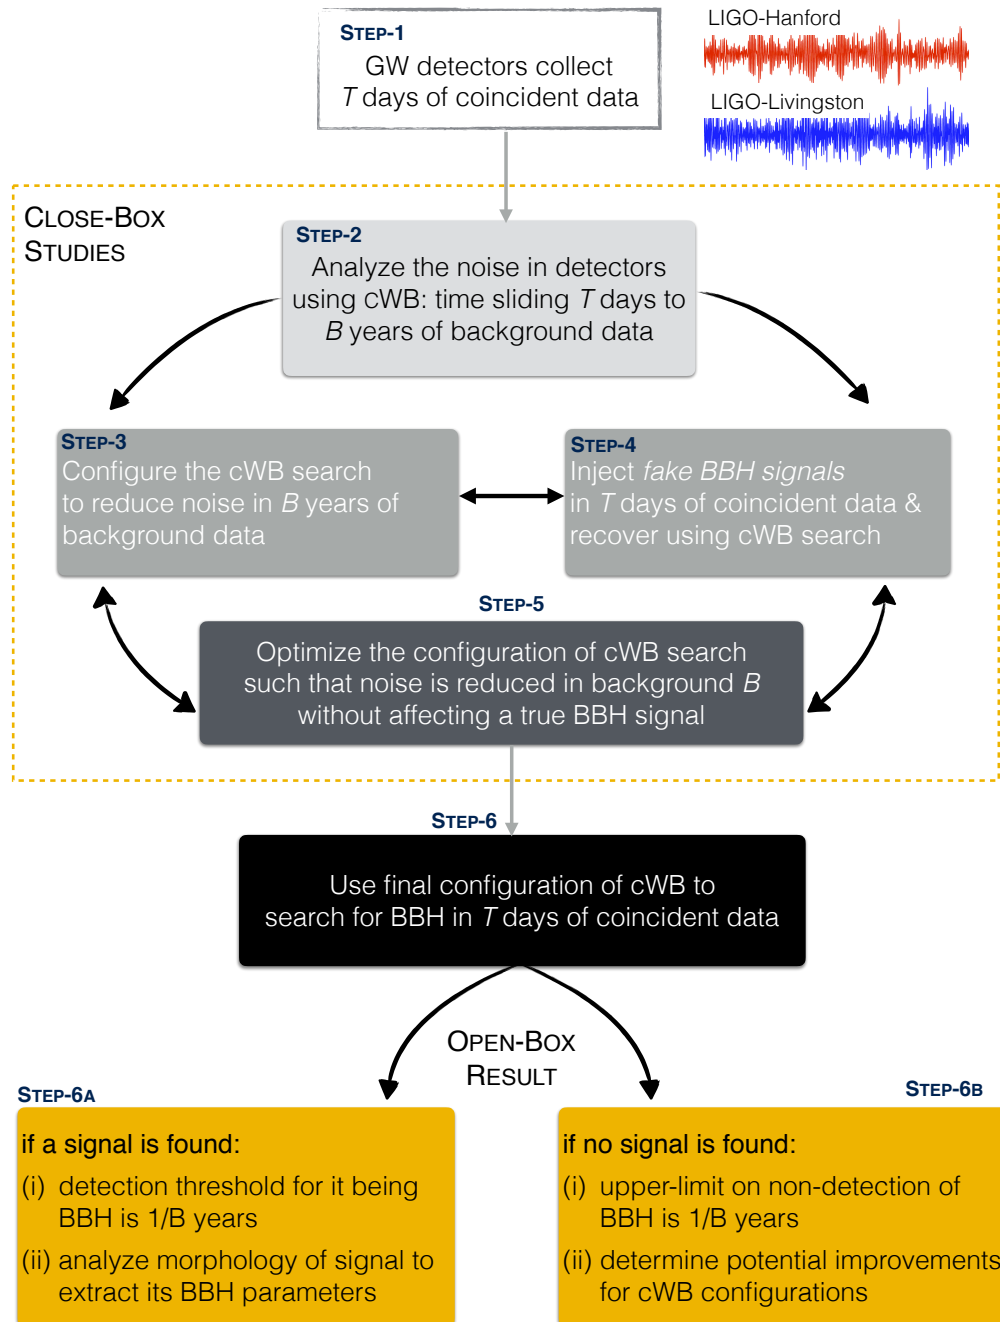 STEP-1
GW detectors collect
T days of coincident data
LIGO-Hanford
LIGO-Livingston
CLOSE-BOX
STUDIES
STEP-2
Analyze the noise in detectors
using cWB: time sliding T days to
B years of background data
STEP-3
Configure the cWB search
to reduce noise in B years of
background data
STEP-4
Inject fake BBH signals
in T days of coincident data &
recover using cWB search
STEP-5
Optimize the configuration of cWB search
such that noise is reduced in background B
without affecting a true BBH signal
STEP-6
Use final configuration of cWB to
search for BBH in T days of coincident data
OPEN-BOX
RESULT
STEP-6A
if a signal is found:
(i) detection threshold for it being
BBH is 1/B years
(ii) analyze morphology of signal to
extract its BBH parameters
STEP-6B
if no signal is found:
(i) upper-limit on non-detection of
BBH is 1/B years
(ii) determine potential improvements
for cWB configurations